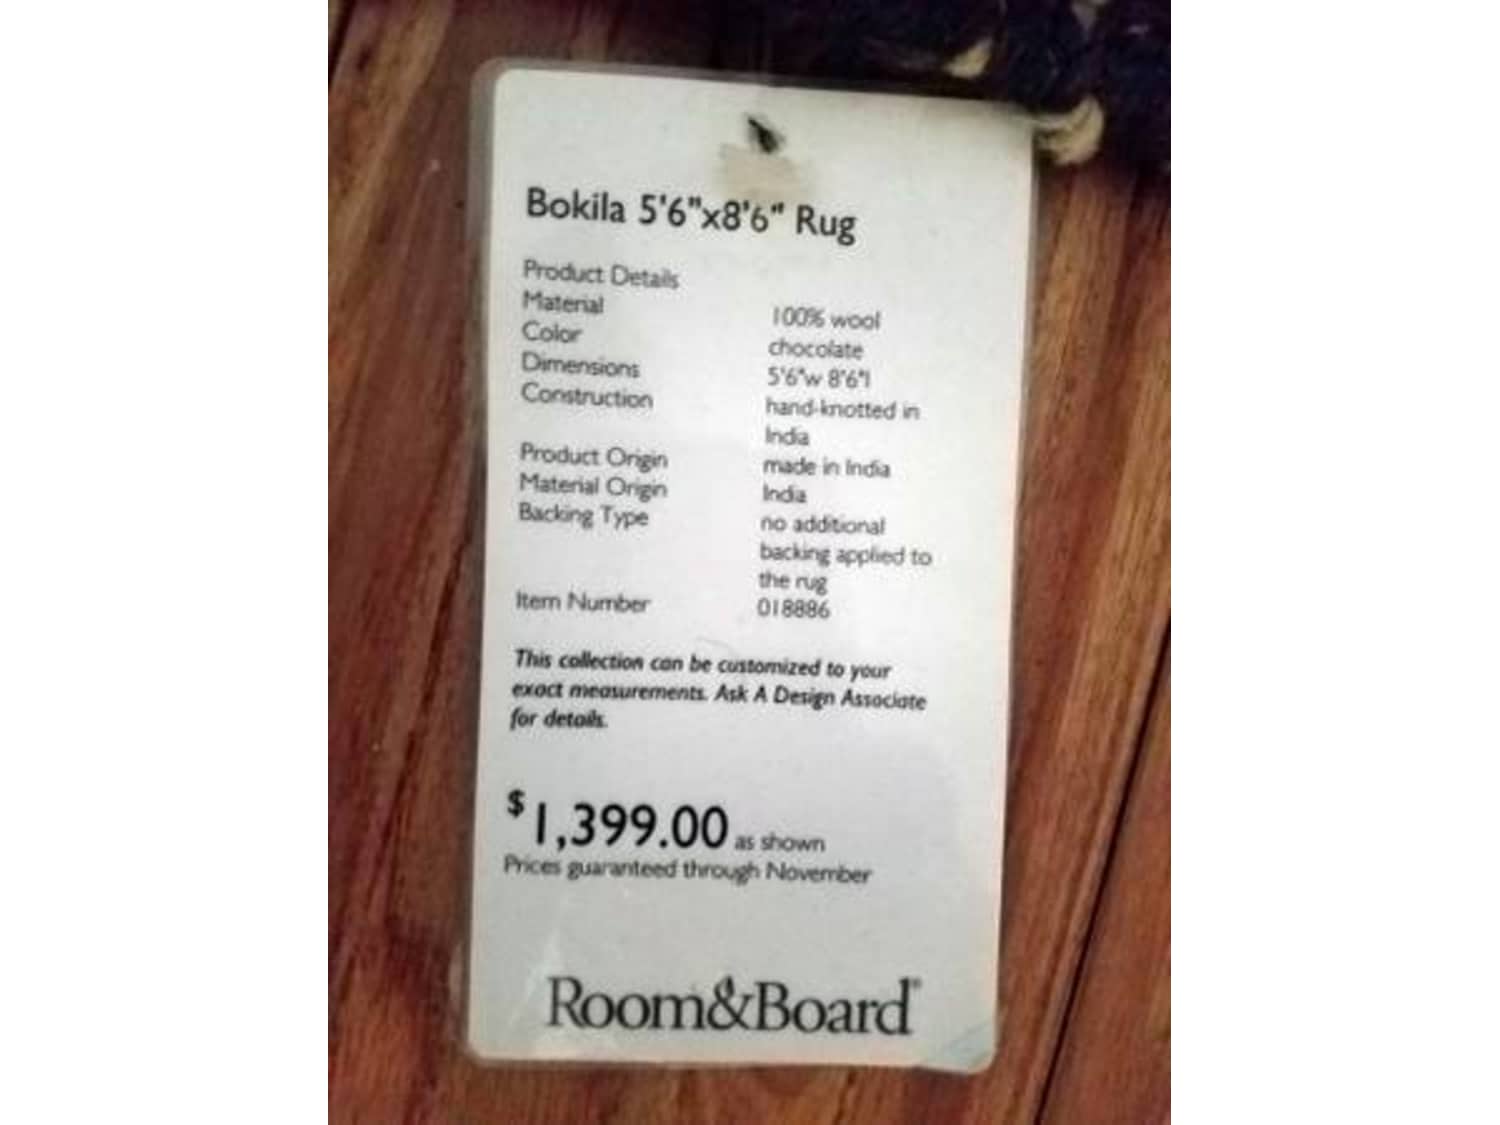 Bokila 5'6"x8'6" Rug
Product Details
Material 100% wool
Color chocolate
Dimensions 5'6"w 8'6"l
Construction hand-knotted in
India
Product Origin made in India
Material Origin India
Backing Type no additional
backing applied to
the rug
Item Number 018886
This collection can be customized to your
exact measurements. Ask A Design Associate
for details.
$1,399.00 as shown
Prices guaranteed through November
Room&Board®